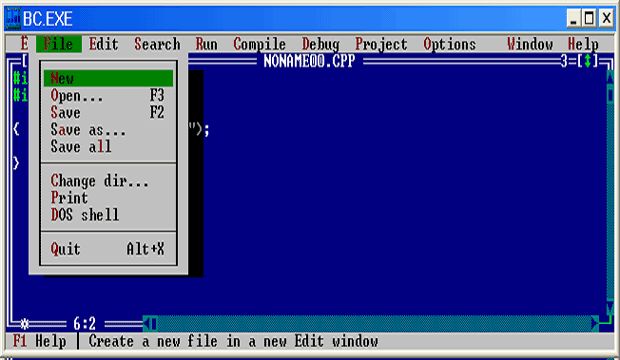 BC.EXE
E File Edit Search Run Compile Debug Project Options Window Help
[ NONAME00.CPP 3=[↕]
#i
#i
{ ");
}
New
Open... F3
Save F2
Save as...
Save all
Change dir...
Print
DOS shell
Quit Alt+X
6:2
F1 Help | Create a new file in a new Edit window